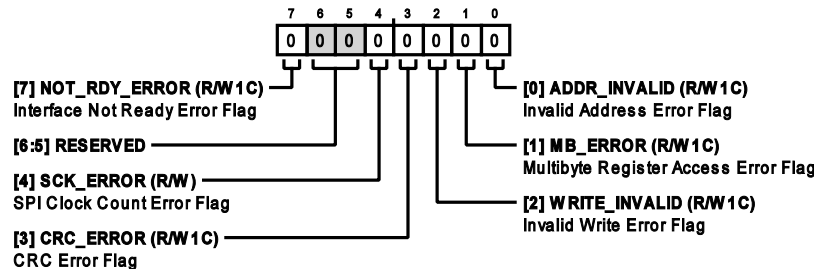 7 6 5 4 3 2 1 0
0 0 0 0 0 0 0 0
[7] NOT_RDY_ERROR (R/W1C)
Interface Not Ready Error Flag
[6:5] RESERVED
[4] SCK_ERROR (R/W)
SPI Clock Count Error Flag
[3] CRC_ERROR (R/W1C)
CRC Error Flag
[0] ADDR_INVALID (R/W1C)
Invalid Address Error Flag
[1] MB_ERROR (R/W1C)
Multibyte Register Access Error Flag
[2] WRITE_INVALID (R/W1C)
Invalid Write Error Flag